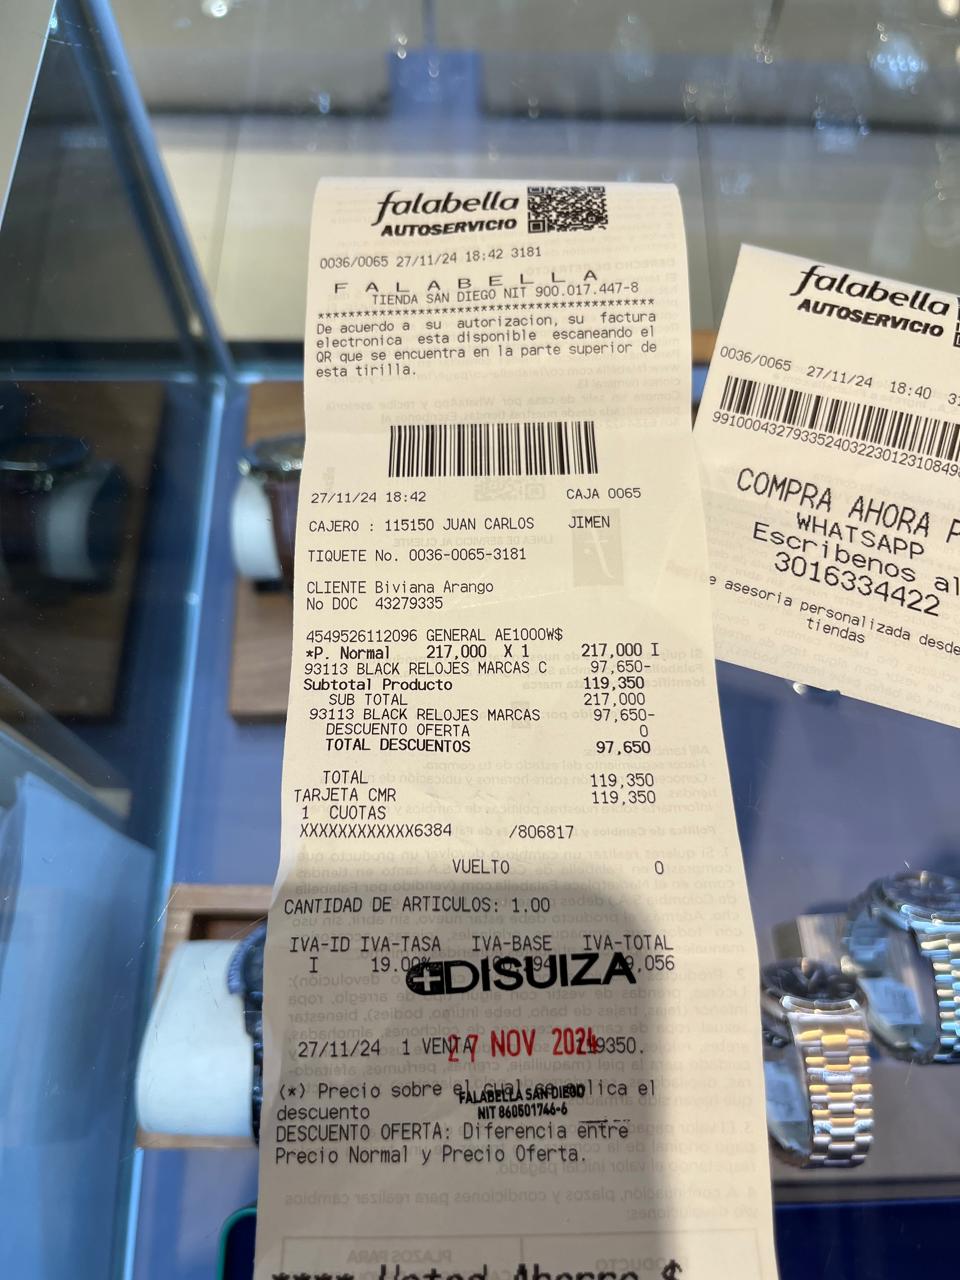 falabella
AUTOSERVICIO
0036/0065 27/11/24 18:42 3181
F A L A B E L L A
TIENDA SAN DIEGO NIT 900.017.447-8
****************************************************
De acuerdo a su autorizacion, su factura
electronica esta disponible escaneando el
QR que se encuentra en la parte superior de
esta tirilla.
27/11/24 18:42 CAJA 0065
CAJERO : 115150 JUAN CARLOS JIMEN
TIQUETE No. 0036-0065-3181
CLIENTE Biviana Arango
No DOC 43279335
4549526112096 GENERAL AE1000W$
*P. Normal 217,000 X 1 217,000 I
93113 BLACK RELOJES MARCAS C 97,650-
Subtotal Producto 119,350
SUB TOTAL 217,000
93113 BLACK RELOJES MARCAS 97,650-
DESCUENTO OFERTA 0
TOTAL DESCUENTOS 97,650
TOTAL 119,350
TARJETA CMR 119,350
1 CUOTAS
XXXXXXXXXXXX6384 /806817
VUELTO 0
CANTIDAD DE ARTICULOS: 1.00
IVA-ID IVA-TASA IVA-BASE IVA-TOTAL
I 19.00%
DISUIZA
27/11/24 1 VENTA
27 NOV 2024
(*) Precio sobre el cual se aplica el
descuento
FALABELLA SAN DIEGO
NIT 860501746-6
DESCUENTO OFERTA: Diferencia entre
Precio Normal y Precio Oferta.
**** Usted Ahorro $
falabella
AUTOSERVICIO
0036/0065 27/11/24 18:40
COMPRA AHORA
WHATSAPP
Escribenos al
3016334422
asesoria personalizada desde
tiendas